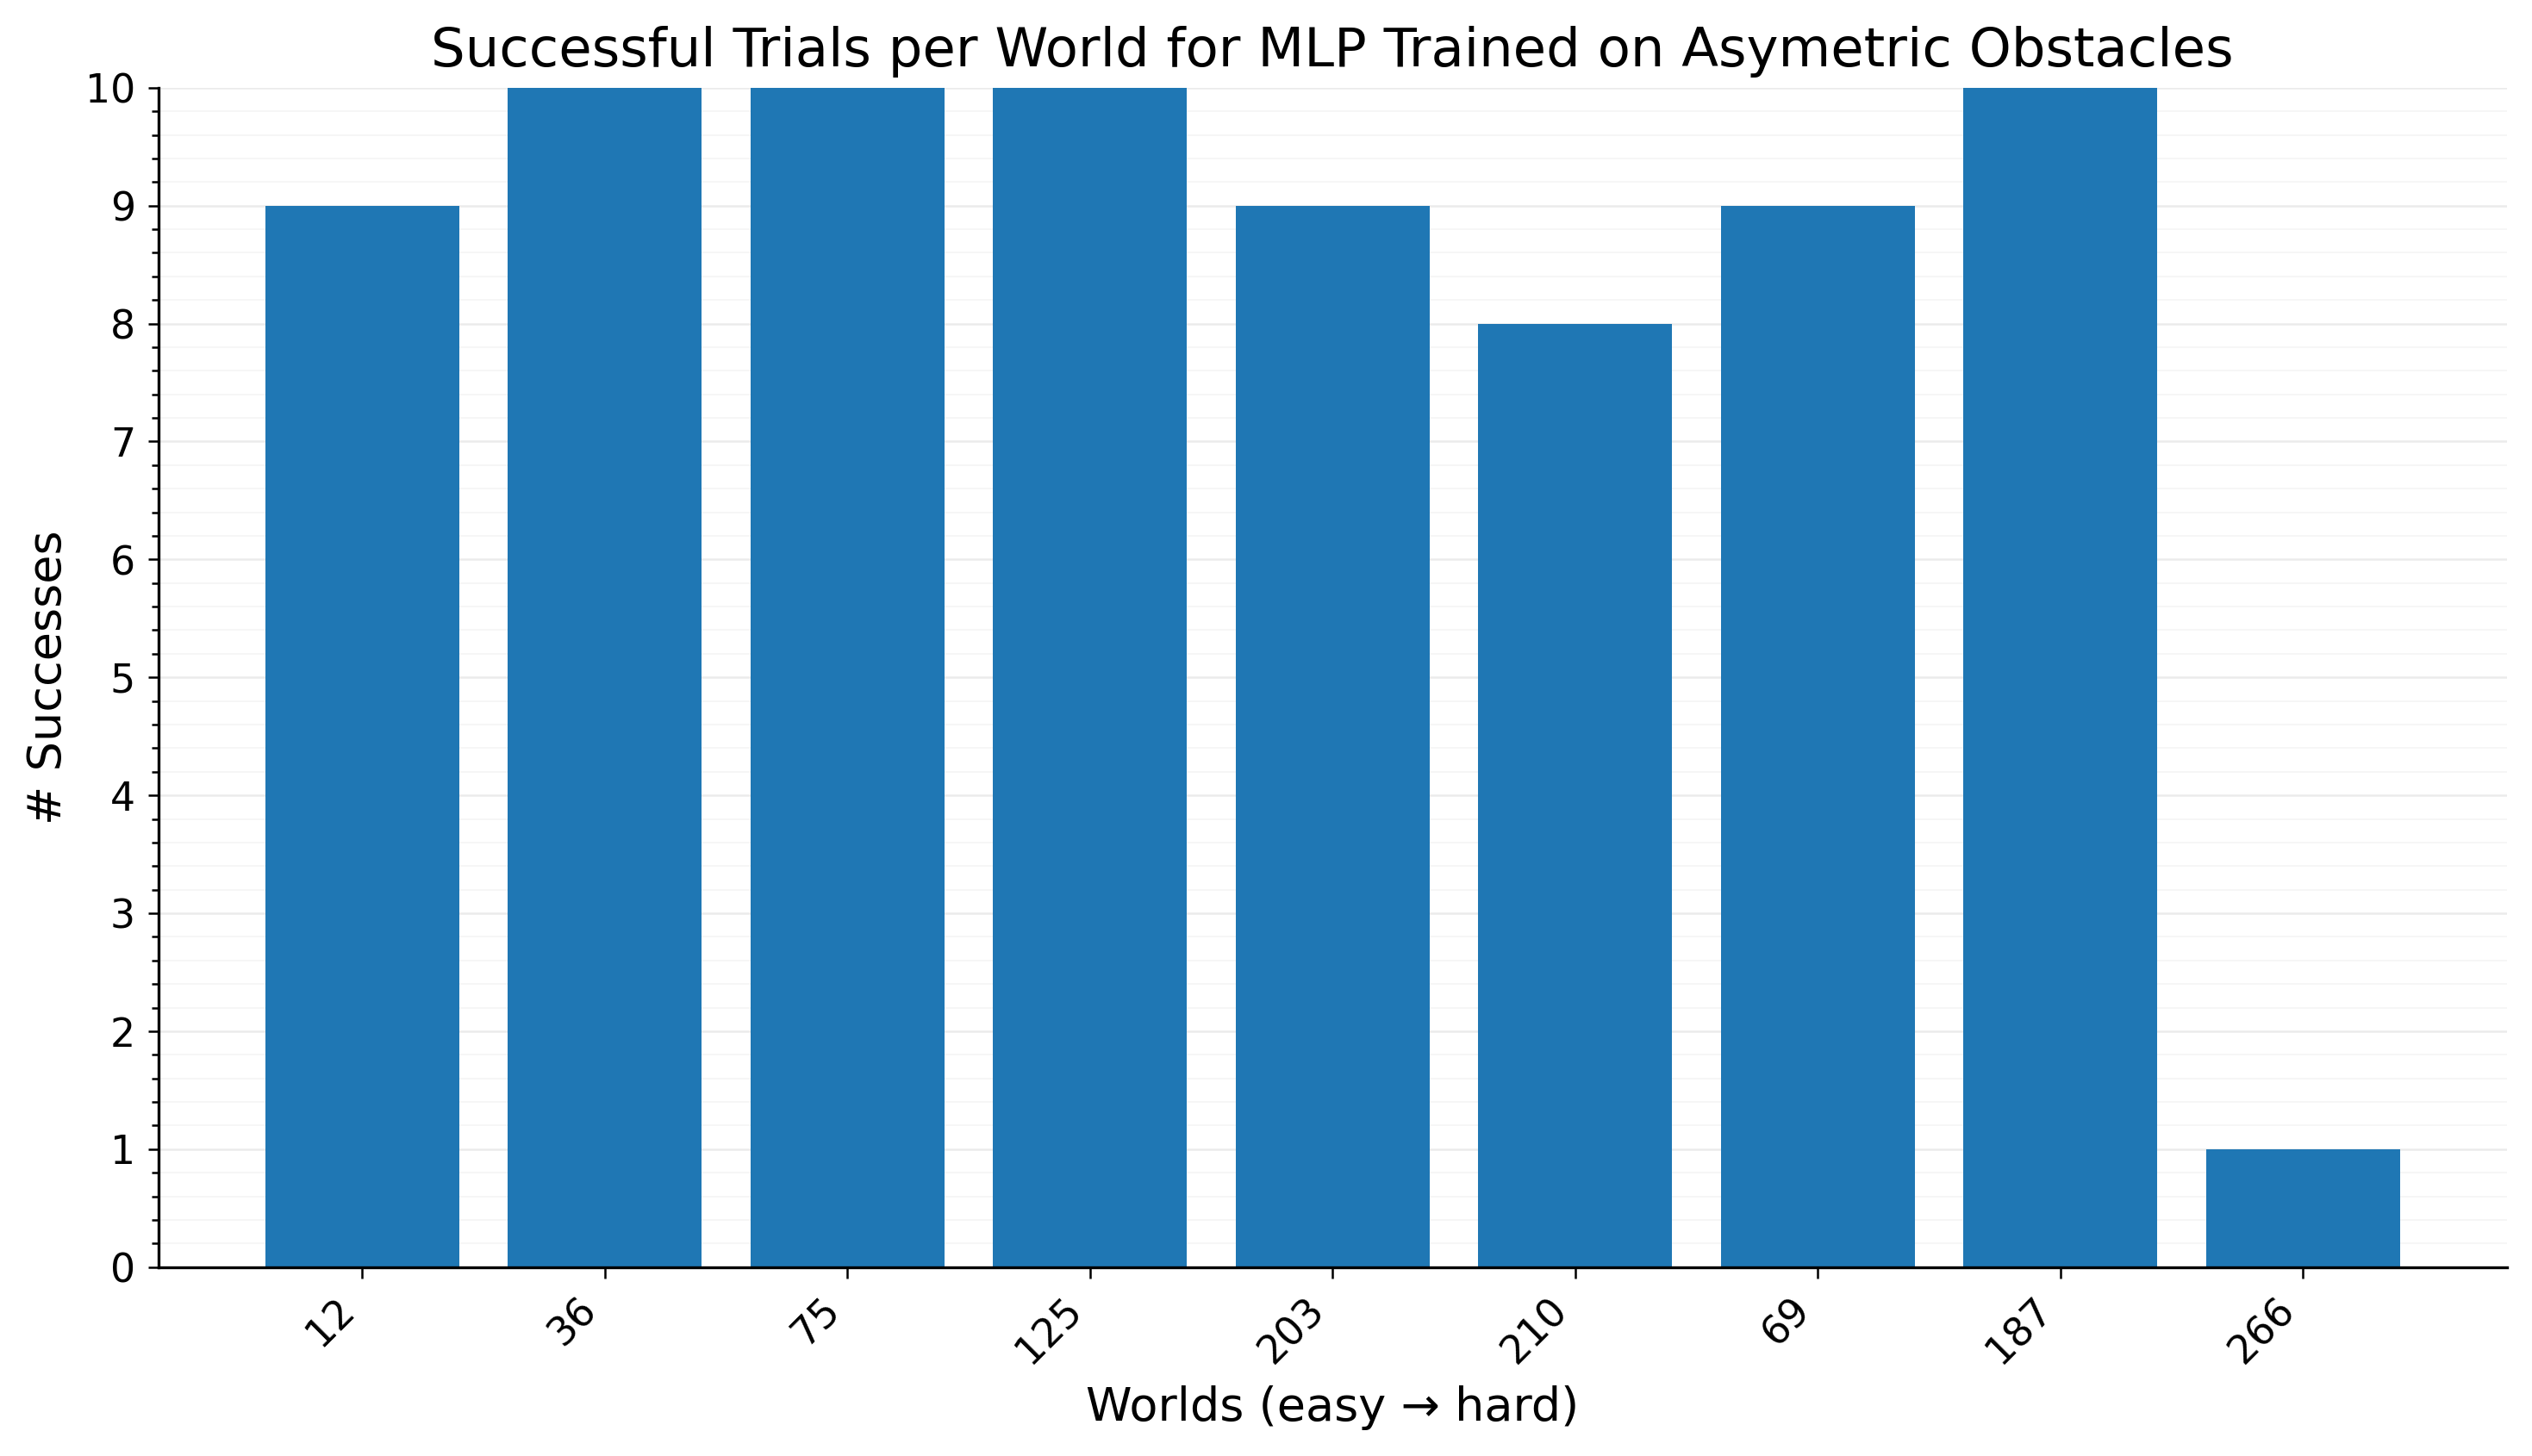 Successful Trials per World for MLP Trained on Asymetric Obstacles
10
9
8
7
6
5
4
3
2
1
0
# Successes
12 36 75 125 203 210 69 187 266
Worlds (easy → hard)